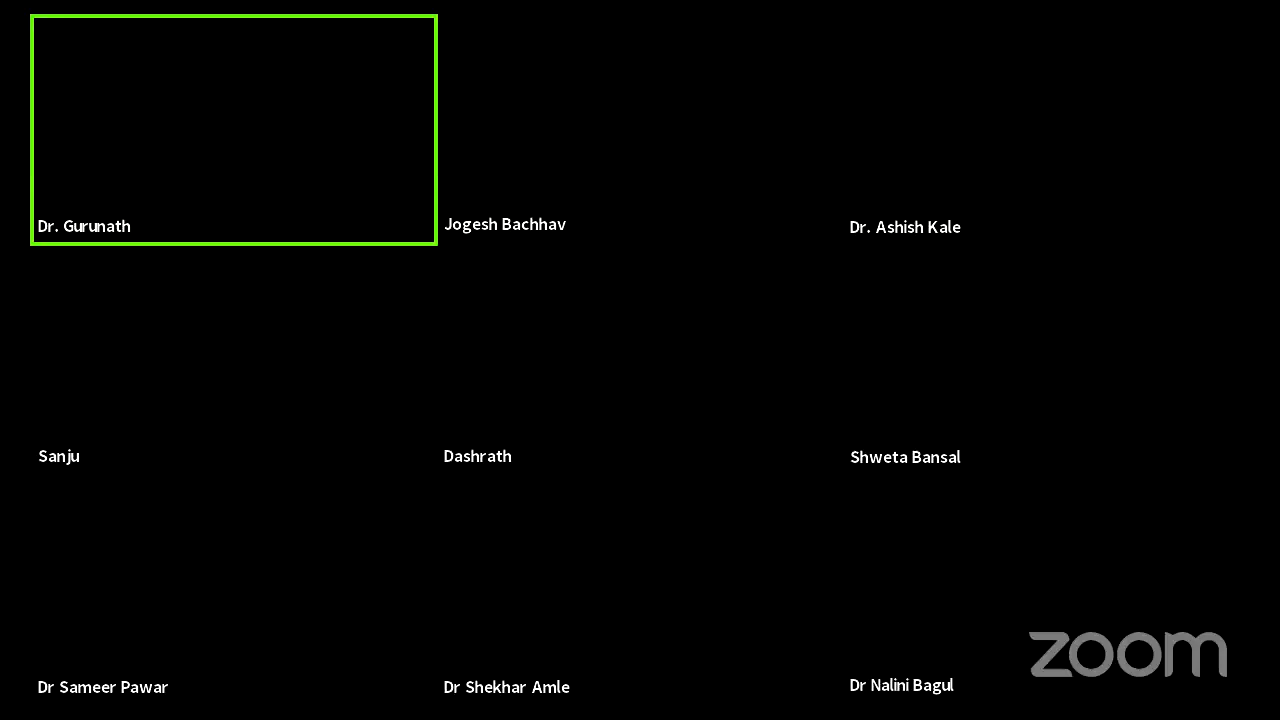 Dr. Gurunath
Jogesh Bachhav
Dr. Ashish Kale
Sanju
Dashrath
Shweta Bansal
Dr Sameer Pawar
Dr Shekhar Amle
Dr Nalini Bagul
zoom